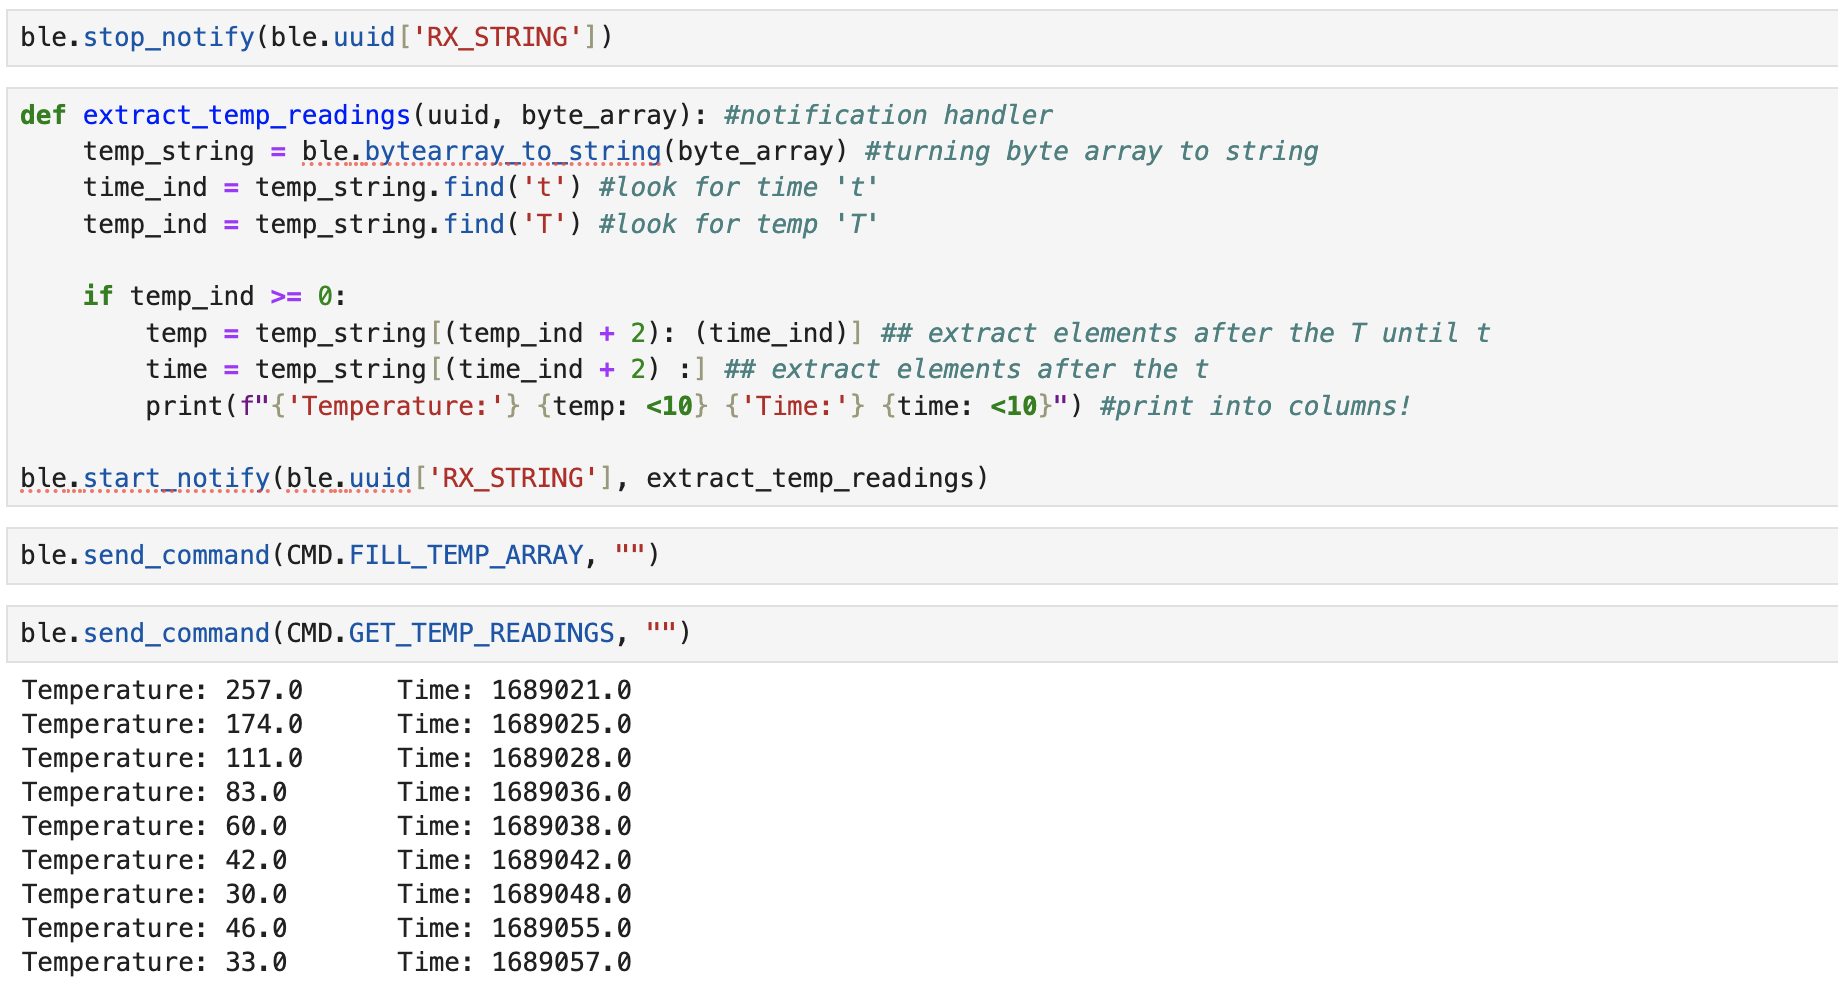 ble.stop_notify(ble.uuid['RX_STRING'])
def extract_temp_readings(uuid, byte_array): #notification handler
    temp_string = ble.bytearray_to_string(byte_array) #turning byte array to string
    time_ind = temp_string.find('t') #look for time 't'
    temp_ind = temp_string.find('T') #look for temp 'T'

    if temp_ind >= 0:
        temp = temp_string[(temp_ind + 2): (time_ind)] ## extract elements after the T until t
        time = temp_string[(time_ind + 2) :] ## extract elements after the t
        print(f"{'Temperature:'} {temp: <10} {'Time:'} {time: <10}") #print into columns!

ble.start_notify(ble.uuid['RX_STRING'], extract_temp_readings)
ble.send_command(CMD.FILL_TEMP_ARRAY, "")
ble.send_command(CMD.GET_TEMP_READINGS, "")
Temperature: 257.0      Time: 1689021.0
Temperature: 174.0      Time: 1689025.0
Temperature: 111.0      Time: 1689028.0
Temperature: 83.0       Time: 1689036.0
Temperature: 60.0       Time: 1689038.0
Temperature: 42.0       Time: 1689042.0
Temperature: 30.0       Time: 1689048.0
Temperature: 46.0       Time: 1689055.0
Temperature: 33.0       Time: 1689057.0